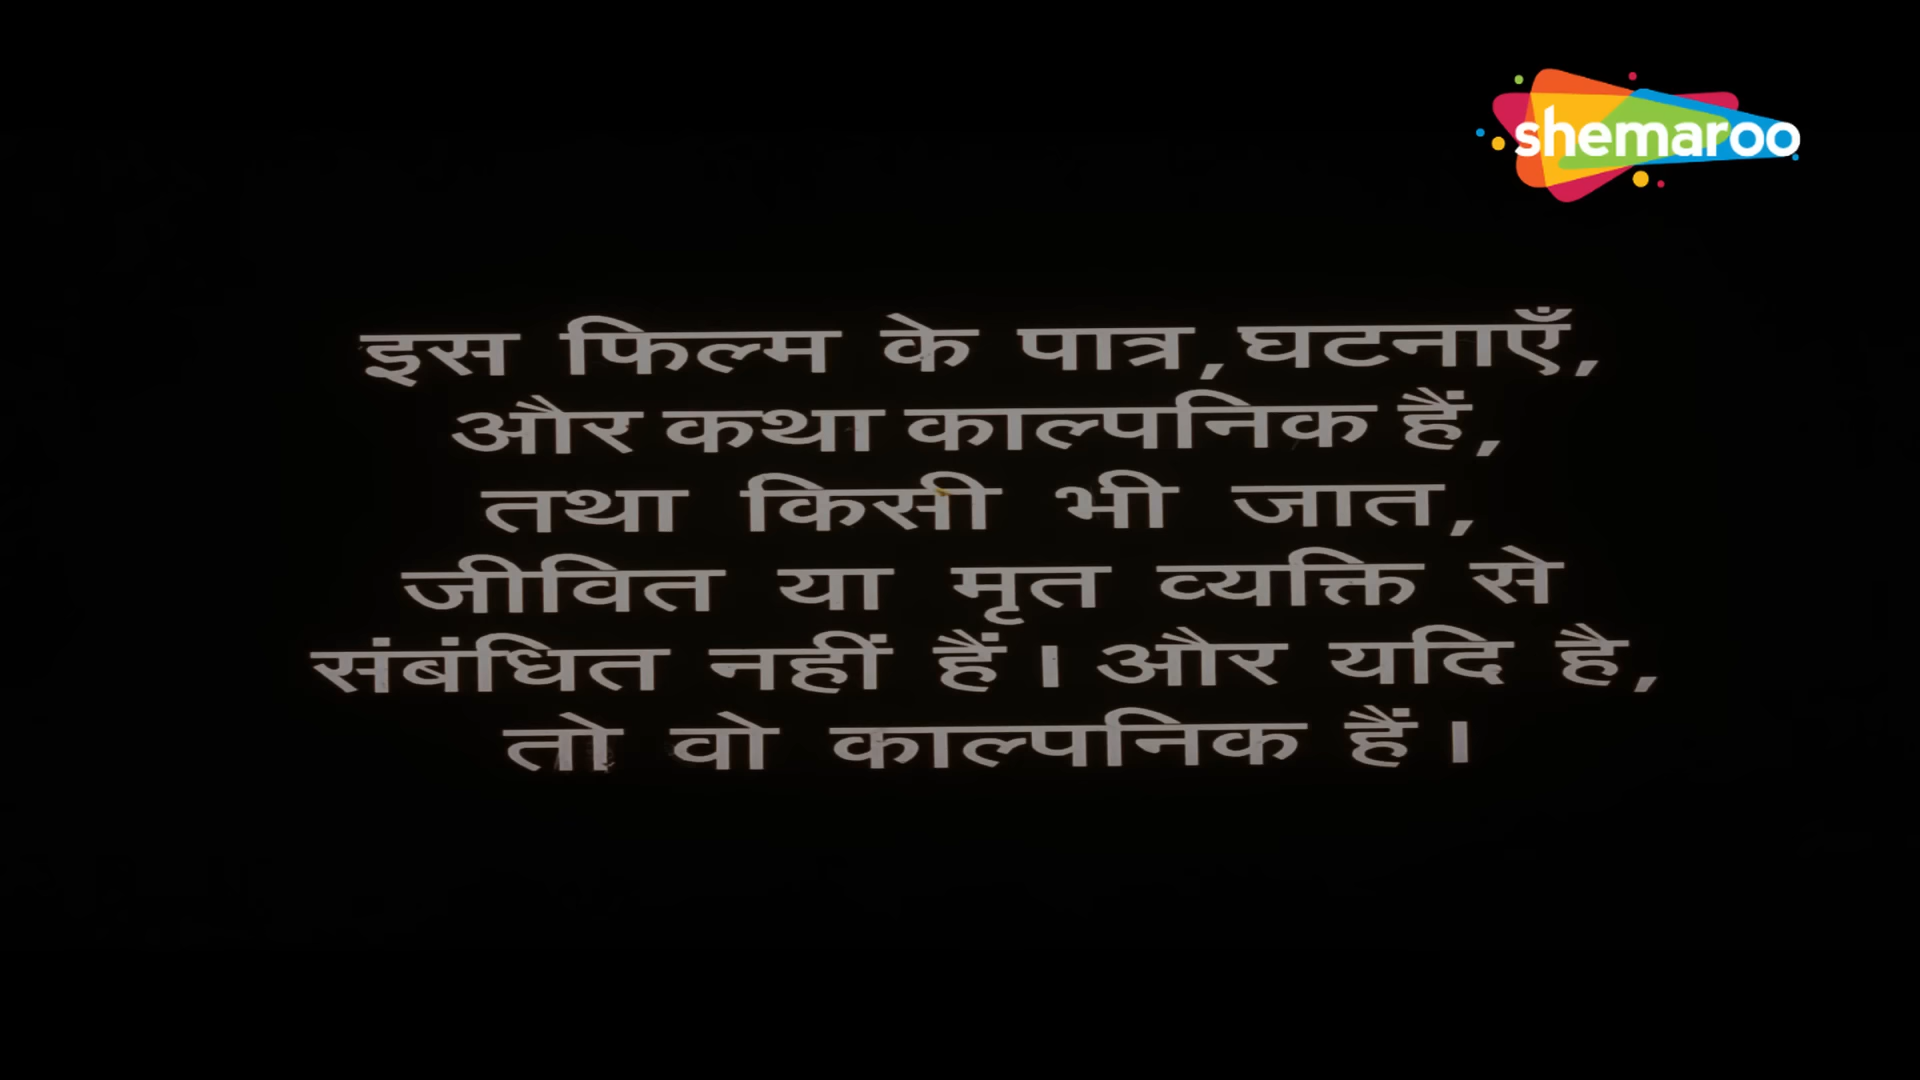 shemaroo
इस फिल्म के पात्र,घटनाएँ,
और कथा काल्पनिक हैं,
तथा किसी भी जात,
जीवित या मृत व्यक्ति से
संबंधित नहीं हैं। और यदि है,
तो वो काल्पनिक हैं।